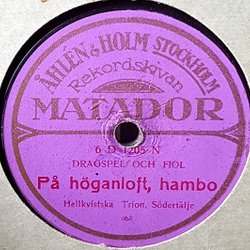 ÅHLÉN & HOLM STOCKHOLM
Rekordskivan
MATADOR
6 D 1205 N
DRAGSPEL OCH FIOL
På höganloft, hambo
Hellkvistska Trion, Södertälje